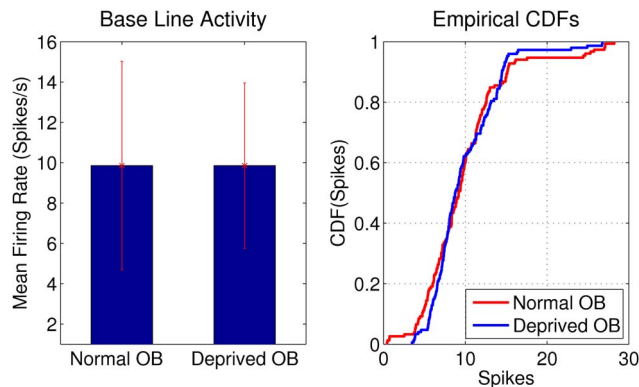 Base Line Activity
Mean Firing Rate (Spikes/s)
16
14
12
10
8
6
4
2
Normal OB
Deprived OB
Empirical CDFs
CDF(Spikes)
1
0.8
0.6
0.4
0.2
0
0
10
20
30
Spikes
Normal OB
Deprived OB